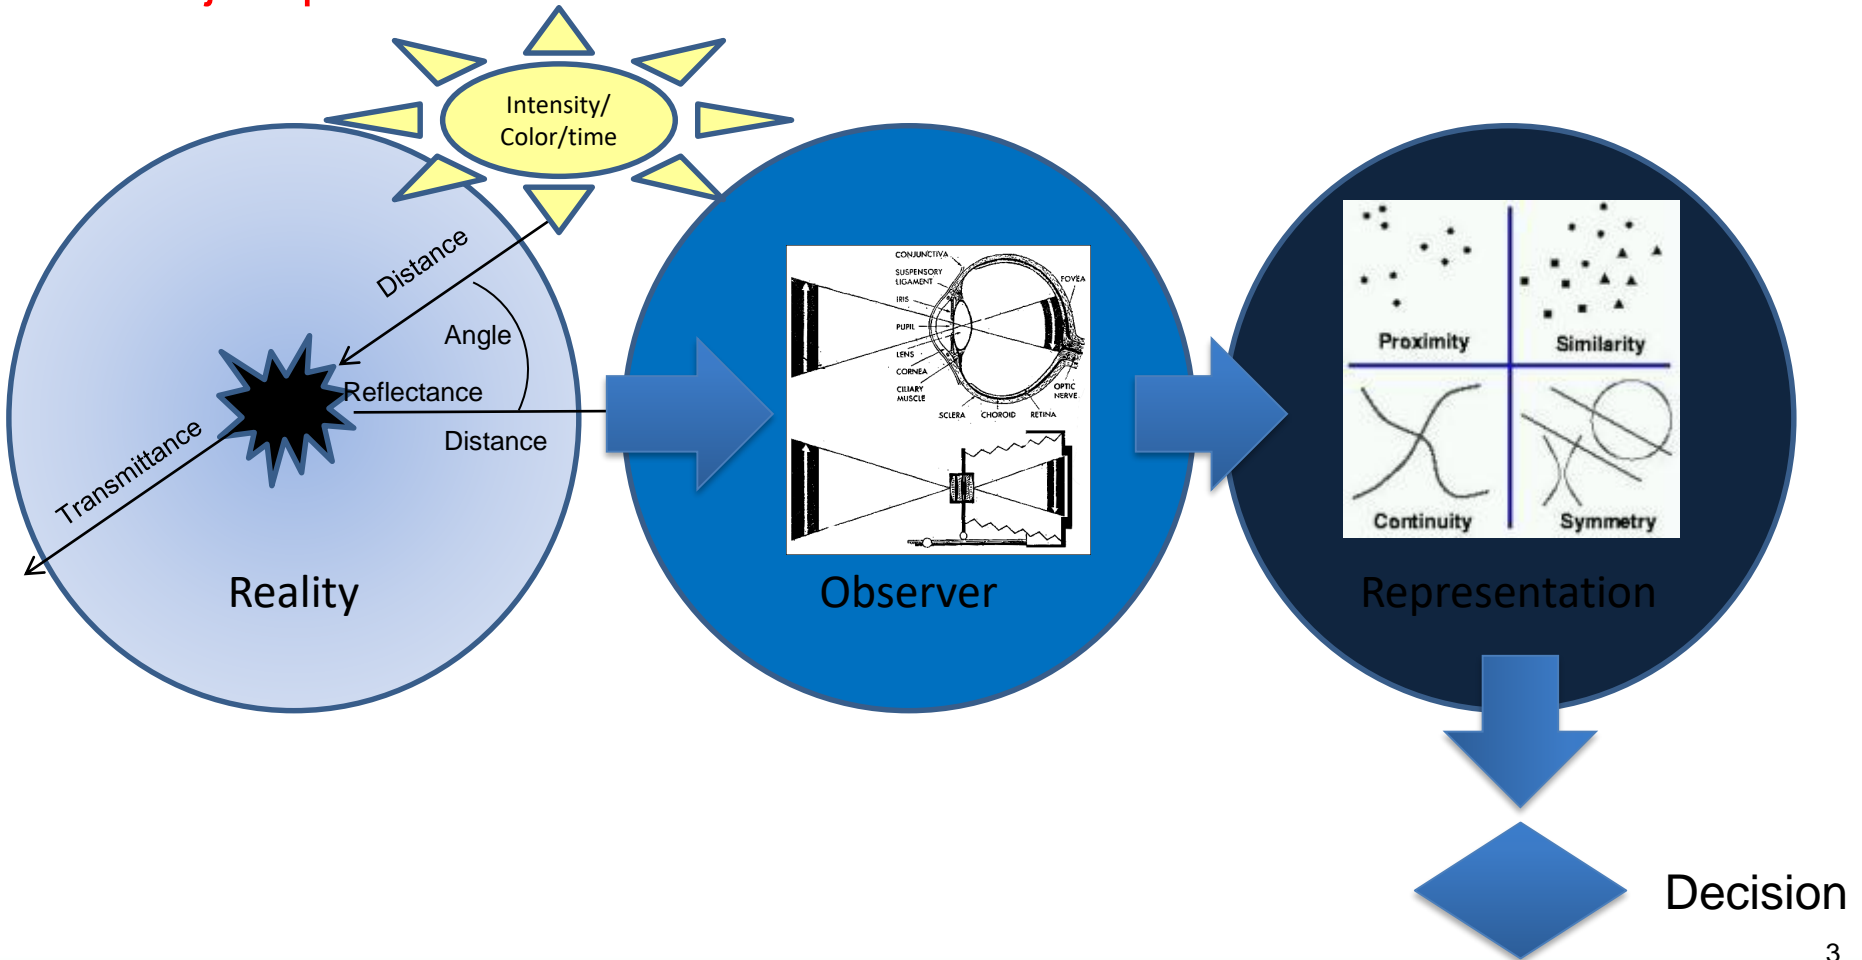 Intensity/
Color/time
Distance
Angle
Reflectance
Distance
Transmittance
Reality
CONJUNCTIVA
SUSPENSORY
LIGAMENT
IRIS
PUPIL
LENS
CORNEA
CILIARY
MUSCLE
SCLERA
CHOROID
RETINA
FOVEA
OPTIC
NERVE
Observer
Proximity
Similarity
Continuity
Symmetry
Representation
Decision
3